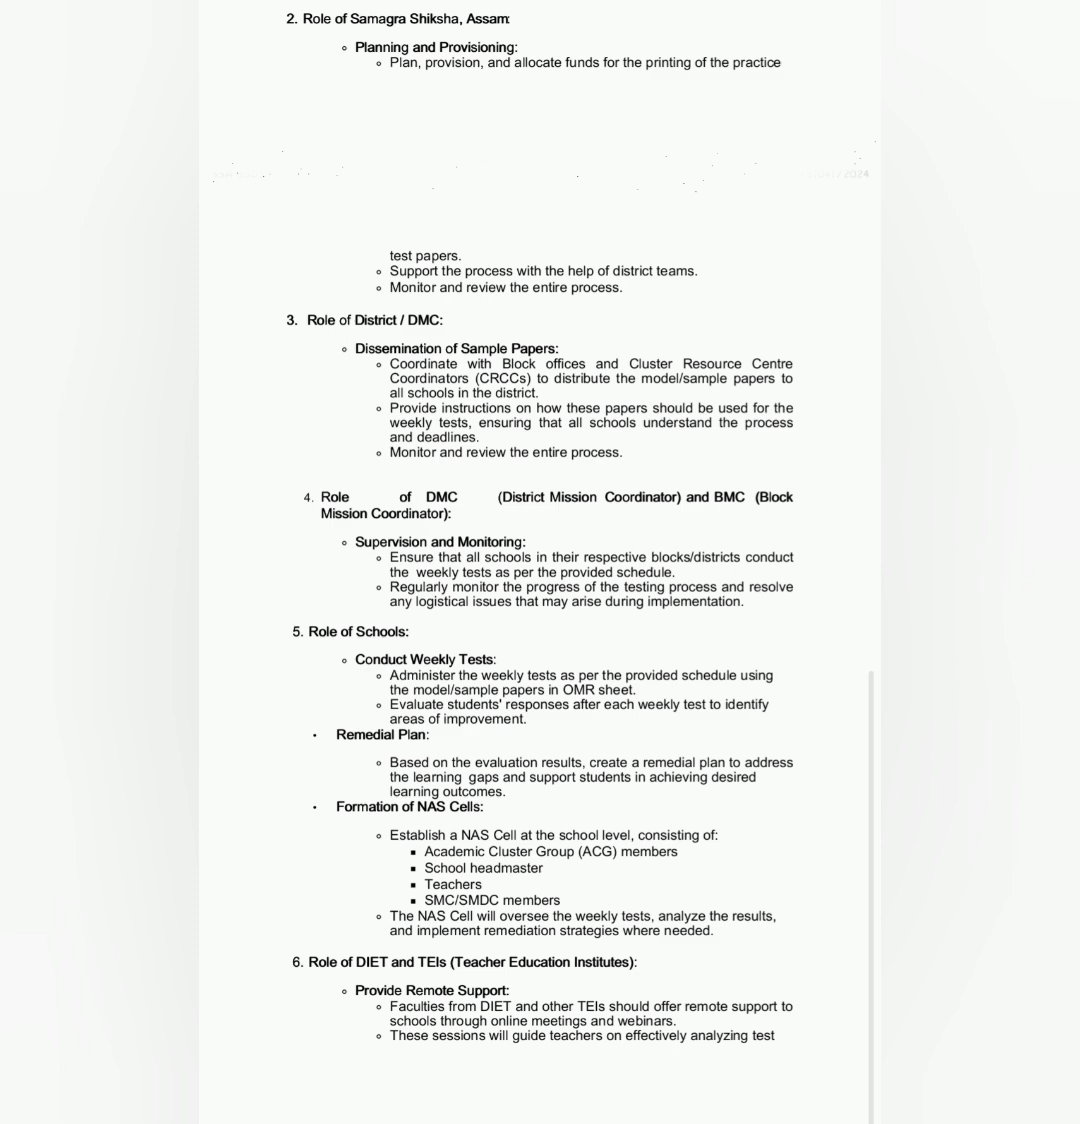 2. Role of Samagra Shiksha, Assam:
∘ Planning and Provisioning:
∘ Plan, provision, and allocate funds for the printing of the practice
/2024
test papers.
∘ Support the process with the help of district teams.
∘ Monitor and review the entire process.
3. Role of District / DMC:
∘ Dissemination of Sample Papers:
∘ Coordinate with Block offices and Cluster Resource Centre
Coordinators (CRCCs) to distribute the model/sample papers to
all schools in the district.
∘ Provide instructions on how these papers should be used for the
weekly tests, ensuring that all schools understand the process
and deadlines.
∘ Monitor and review the entire process.
4. Role of DMC (District Mission Coordinator) and BMC (Block
Mission Coordinator):
∘ Supervision and Monitoring:
∘ Ensure that all schools in their respective blocks/districts conduct
the weekly tests as per the provided schedule.
∘ Regularly monitor the progress of the testing process and resolve
any logistical issues that may arise during implementation.
5. Role of Schools:
∘ Conduct Weekly Tests:
∘ Administer the weekly tests as per the provided schedule using
the model/sample papers in OMR sheet.
∘ Evaluate students' responses after each weekly test to identify
areas of improvement.
• Remedial Plan:
∘ Based on the evaluation results, create a remedial plan to address
the learning gaps and support students in achieving desired
learning outcomes.
• Formation of NAS Cells:
∘ Establish a NAS Cell at the school level, consisting of:
▪ Academic Cluster Group (ACG) members
▪ School headmaster
▪ Teachers
▪ SMC/SMDC members
∘ The NAS Cell will oversee the weekly tests, analyze the results,
and implement remediation strategies where needed.
6. Role of DIET and TEIs (Teacher Education Institutes):
∘ Provide Remote Support:
∘ Faculties from DIET and other TEIs should offer remote support to
schools through online meetings and webinars.
∘ These sessions will guide teachers on effectively analyzing test